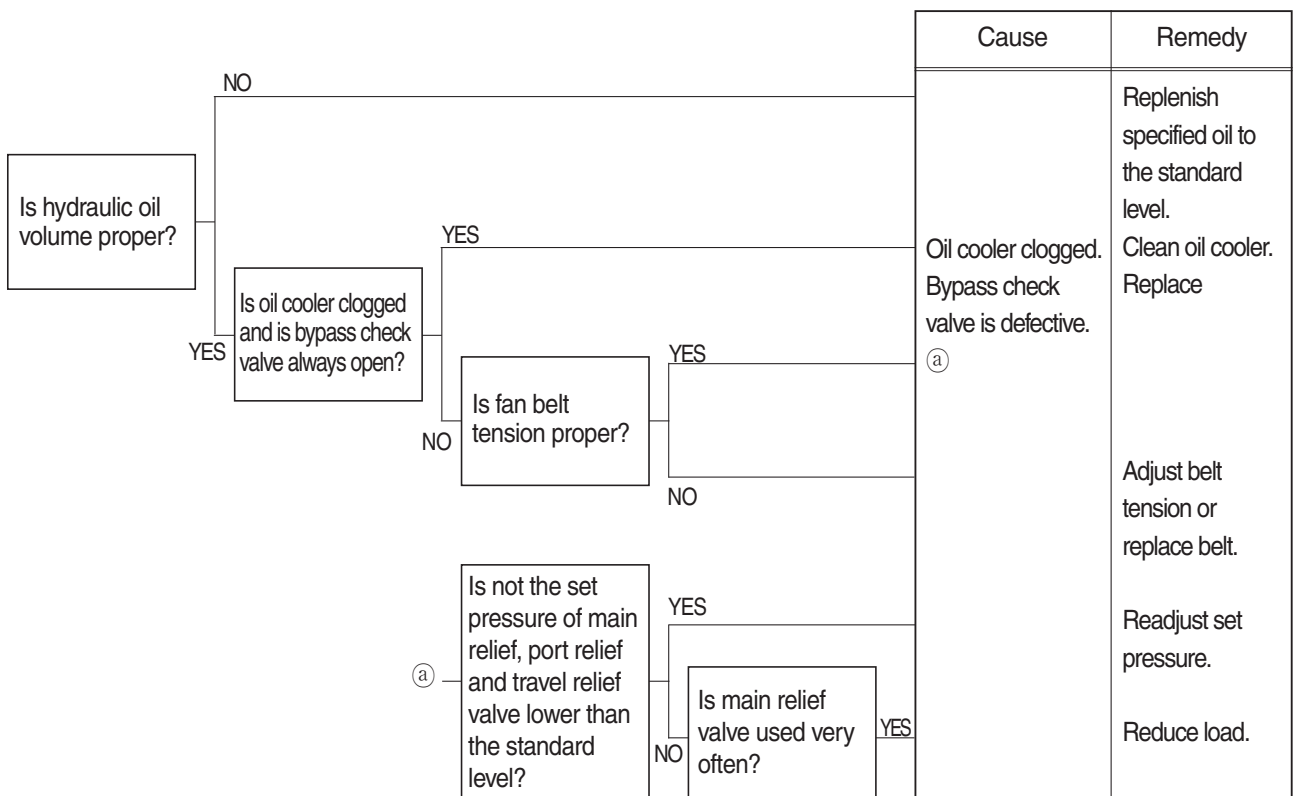 Cause
Remedy
NO
Replenish
specified oil to
the standard
level.
Is hydraulic oil
volume proper?
YES
YES
Oil cooler clogged.
Clean oil cooler.
Bypass check
Replace
valve is defective.
Is oil cooler clogged
and is bypass check
valve always open?
YES
ⓐ
NO
Is fan belt
tension proper?
NO
Adjust belt
tension or
replace belt.
ⓐ
Is not the set
pressure of main
relief, port relief
and travel relief
valve lower than
the standard
level?
YES
Readjust set
pressure.
NO
Is main relief
valve used very
often?
YES
Reduce load.